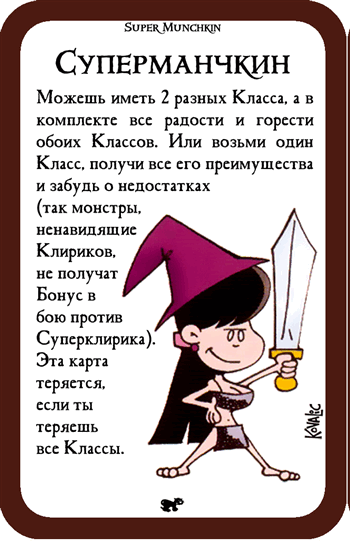 Super Munchkin
Суперманчкин
Можешь иметь 2 разных Класса, а в
комплекте все радости и горести
обоих Классов. Или возьми один
Класс, получи все его преимущества
и забудь о недостатках
(так монстры,
ненавидящие
Клириков,
не получат
Бонус в
бою против
Суперклирика).
Эта карта
теряется,
если ты
теряешь
все Классы.
Kovalic